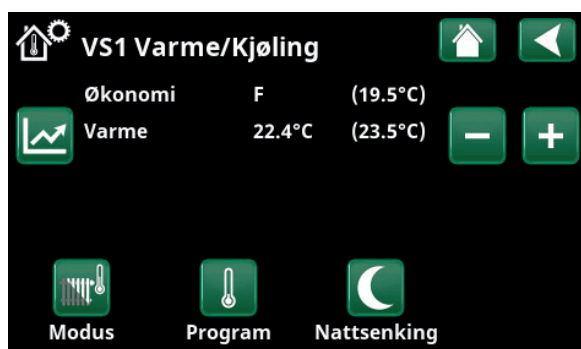 VS1 Varme/Kjøling
Økonomi F (19.5°C)
Varme 22.4°C (23.5°C)
Modus Program Nattsenking